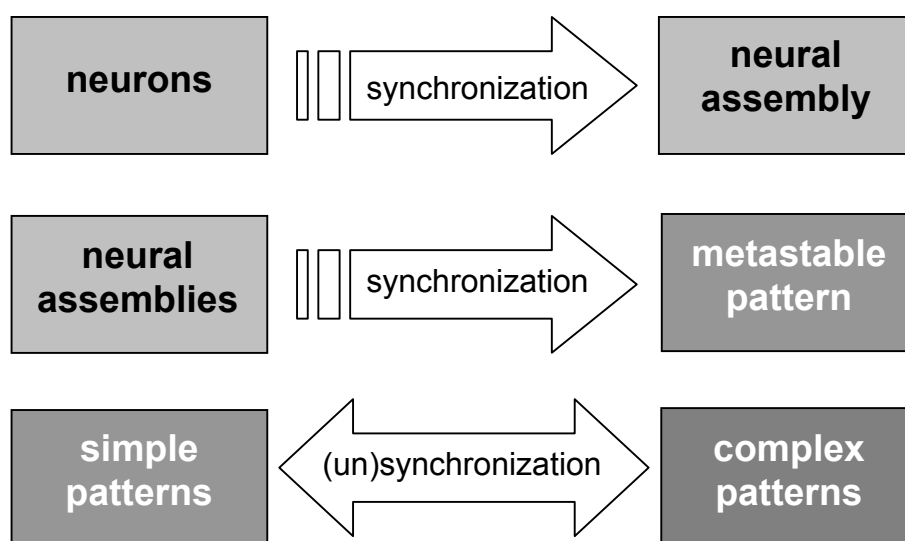 neurons
synchronization
neural
assembly
neural
assemblies
synchronization
metastable
pattern
simple
patterns
(un)synchronization
complex
patterns